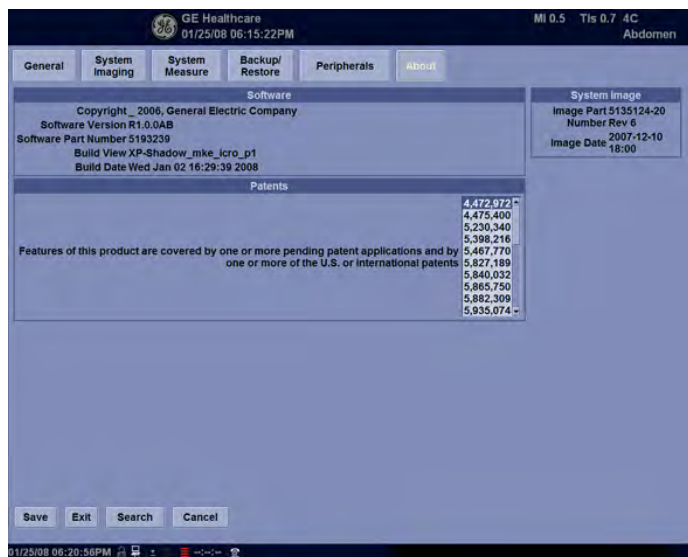 GE Healthcare
01/25/08 06:15:22PM
MI 0.5 TIs 0.7 4C
Abdomen
General
System Imaging
System Measure
Backup/ Restore
Peripherals
About
Software
Copyright _ 2006, General Electric Company
Software Version R1.0.0AB
Software Part Number 5193239
Build View XP-Shadow_mke_icro_p1
Build Date Wed Jan 02 16:29:39 2008
System Image
Image Part Number 5135124-20 Rev 6
Image Date 2007-12-10 18:00
Patents
Features of this product are covered by one or more pending patent applications and by
one or more of the U.S. or international patents
4,472,972
4,475,400
5,230,340
5,398,216
5,467,770
5,827,189
5,840,032
5,865,750
5,882,309
5,935,074
Save
Exit
Search
Cancel
01/25/08 06:20:56PM
--:--:--